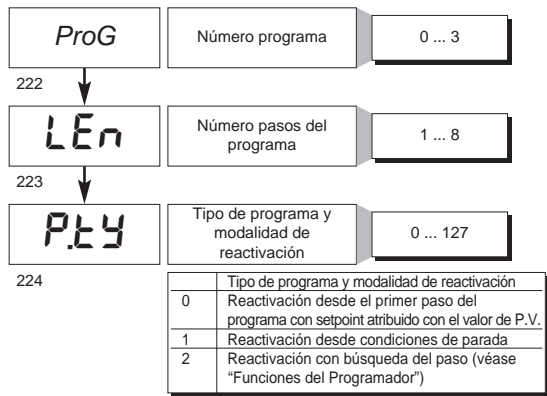 ProG
Número programa
0 ... 3
222
LEn
Número pasos del
programa
1 ... 8
223
P.tY
Tipo de programa y
modalidad de
reactivación
0 ... 127
224
Tipo de programa y modalidad de reactivación
0 Reactivación desde el primer paso del
programa con setpoint atribuido con el valor de P.V.
1 Reactivación desde condiciones de parada
2 Reactivación con búsqueda del paso (véase
“Funciones del Programador”)